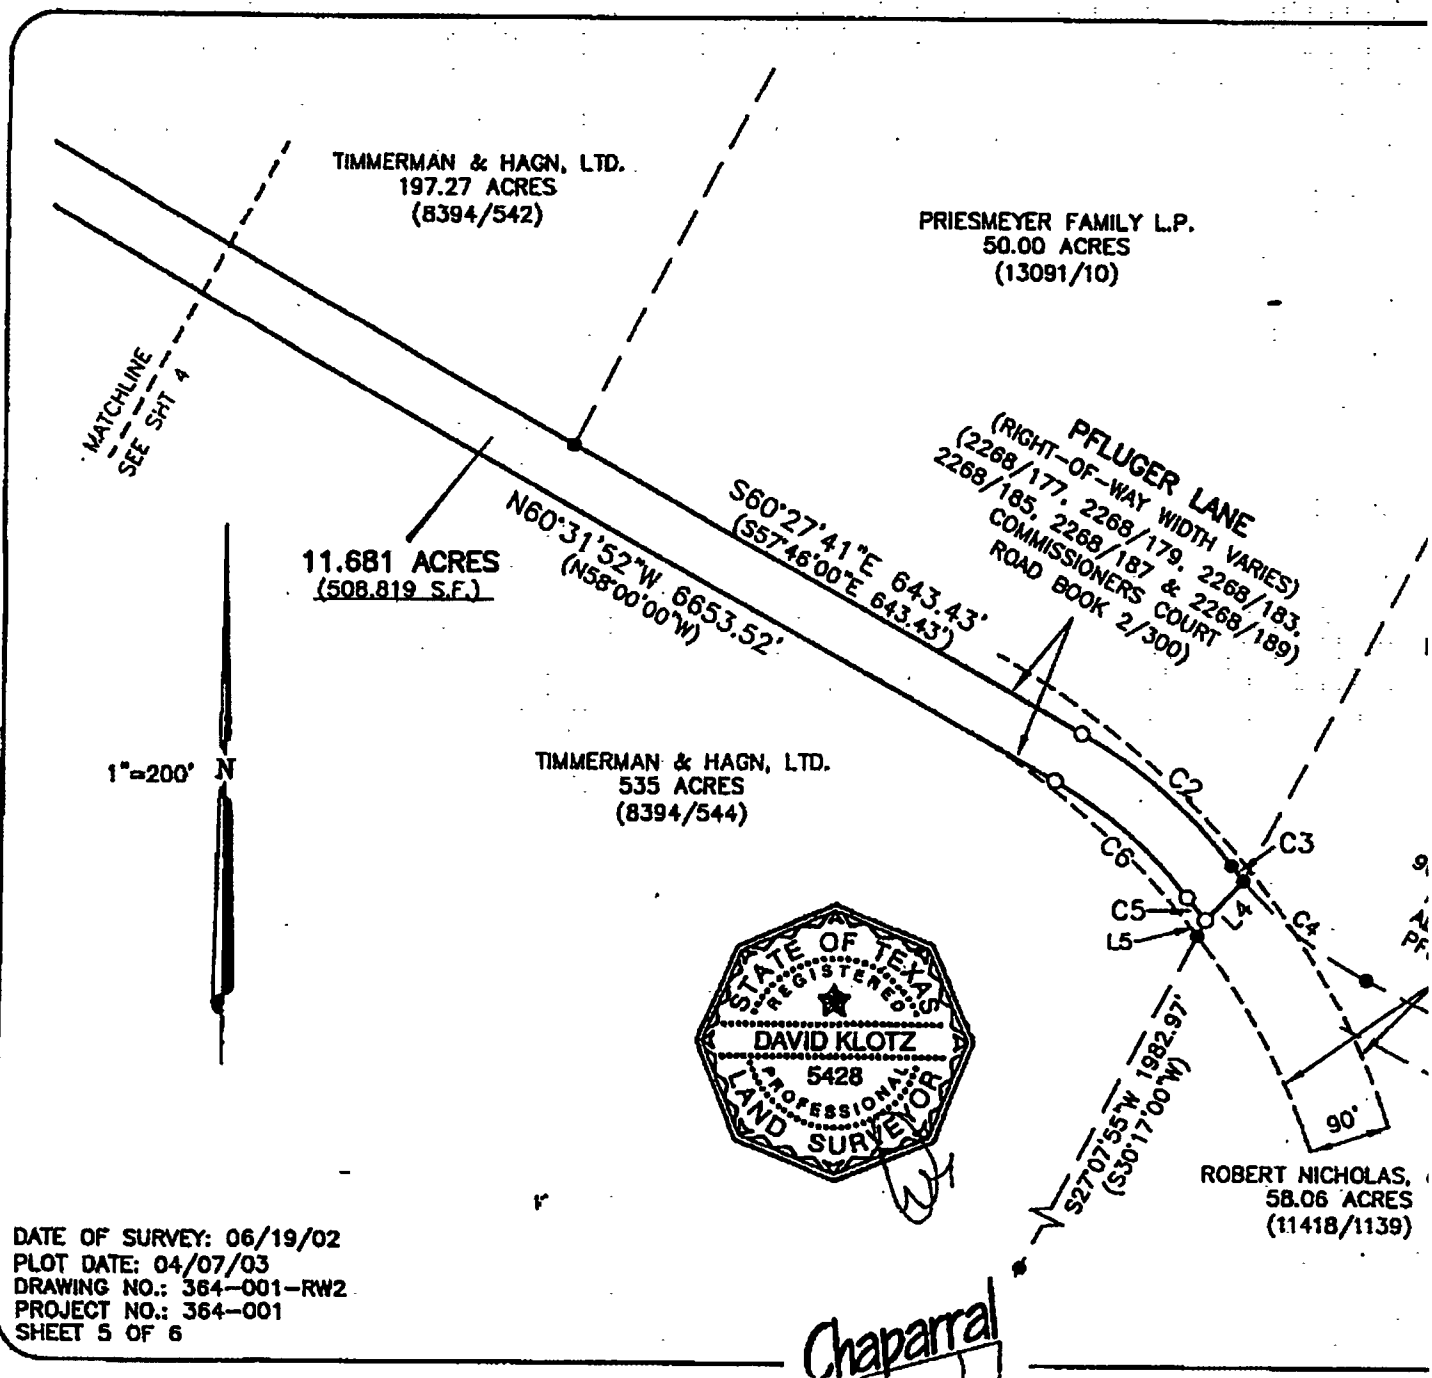 TIMMERMAN & HAGN, LTD.
197.27 ACRES
(8394/542)
PRIESMEYER FAMILY L.P.
50.00 ACRES
(13091/10)
MATCHLINE
SEE SHT 4
PFLUGER LANE
(RIGHT-OF-WAY WIDTH VARIES)
(2268/177, 2268/179, 2268/183,
2268/185, 2268/187 & 2268/189)
COMMISSIONERS COURT
ROAD BOOK 2/300)
S60°27'41"E 643.43'
(S57°46'00"E 643.43')
N60°31'52"W 6653.52'
(N58°00'00"W)
11.681 ACRES
(508.819 S.F.)
1"=200'
N
TIMMERMAN & HAGN, LTD.
535 ACRES
(8394/544)
C2
C3
C6
C5
L4
C4
L5
STATE OF TEXAS
REGISTERED
DAVID KLOTZ
5428
PROFESSIONAL
LAND SURVEYOR
S27°07'55"W 1982.97'
(S30°17'00"W)
90'
ROBERT NICHOLAS,
58.06 ACRES
(11418/1139)
DATE OF SURVEY: 06/19/02
PLOT DATE: 04/07/03
DRAWING NO.: 364-001-RW2
PROJECT NO.: 364-001
SHEET 5 OF 6
Chaparral